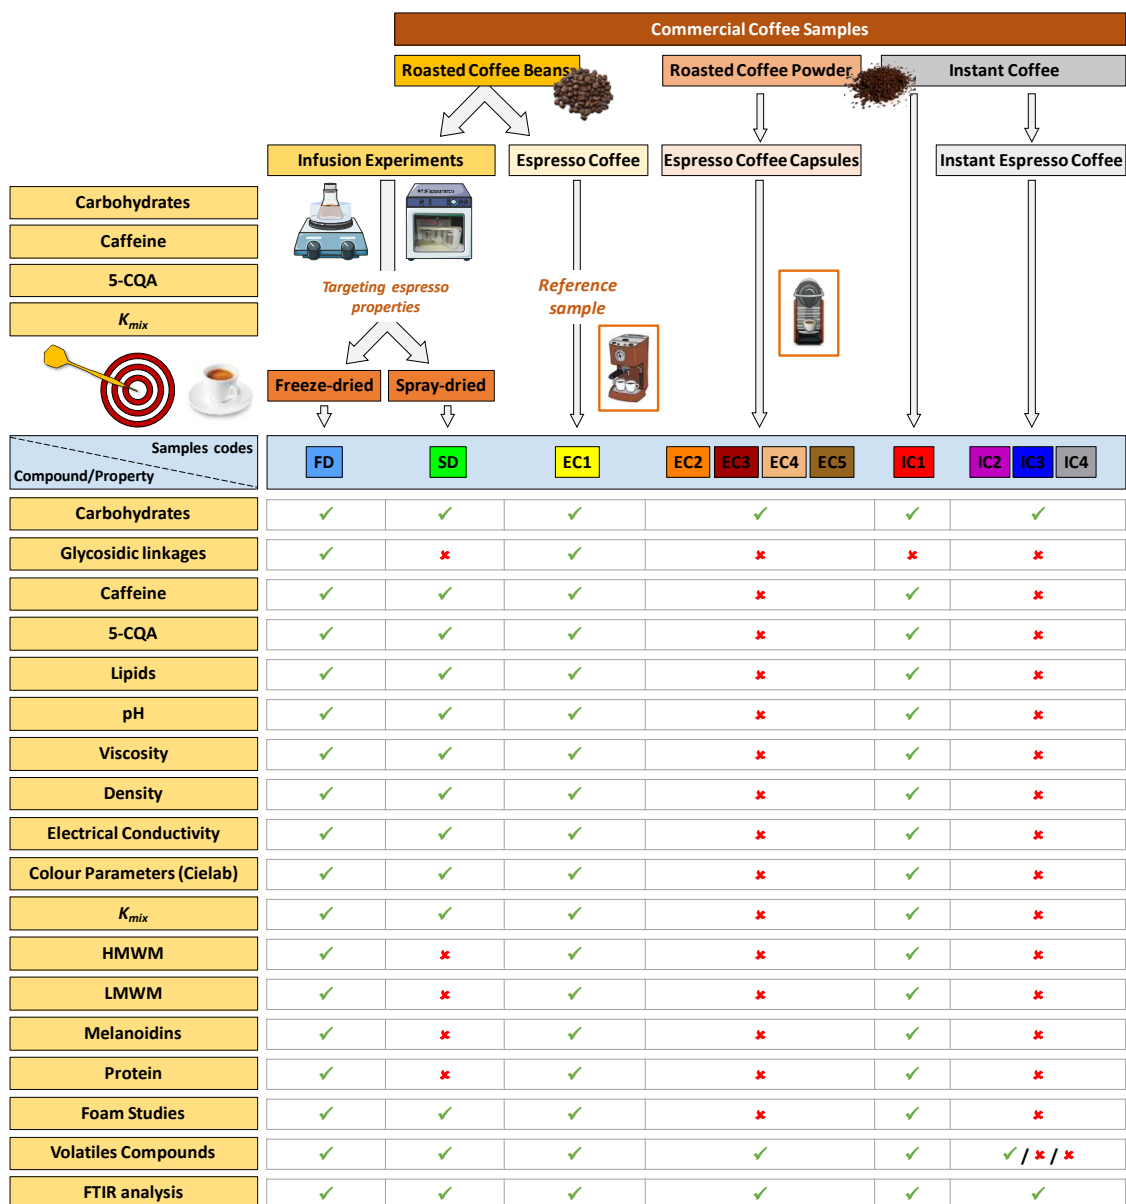 Commercial Coffee Samples
Roasted Coffee Beans
Roasted Coffee Powder
Instant Coffee
Infusion Experiments
Espresso Coffee
Espresso Coffee Capsules
Instant Espresso Coffee
Carbohydrates
Caffeine
5-CQA
Kmix
Targeting espresso
properties
Reference
sample
Freeze-dried
Spray-dried
Samples codes
Compound/Property
FD
SD
EC1
EC2
EC3
EC4
EC5
IC1
IC2
IC3
IC4
Carbohydrates ✓ ✓ ✓ ✓ ✓ ✓
Glycosidic linkages ✓ ✖ ✓ ✖ ✖ ✖
Caffeine ✓ ✓ ✓ ✖ ✓ ✖
5-CQA ✓ ✓ ✓ ✖ ✓ ✖
Lipids ✓ ✓ ✓ ✖ ✓ ✖
pH ✓ ✓ ✓ ✖ ✓ ✖
Viscosity ✓ ✓ ✓ ✖ ✓ ✖
Density ✓ ✓ ✓ ✖ ✓ ✖
Electrical Conductivity ✓ ✓ ✓ ✖ ✓ ✖
Colour Parameters (Cielab) ✓ ✓ ✓ ✖ ✓ ✖
Kmix ✓ ✓ ✓ ✖ ✓ ✖
HMWM ✓ ✖ ✓ ✖ ✓ ✖
LMWM ✓ ✖ ✓ ✖ ✓ ✖
Melanoidins ✓ ✖ ✓ ✖ ✓ ✖
Protein ✓ ✖ ✓ ✖ ✓ ✖
Foam Studies ✓ ✓ ✓ ✖ ✓ ✖
Volatiles Compounds ✓ ✓ ✓ ✓ ✓ ✓ / ✖ / ✖
FTIR analysis ✓ ✓ ✓ ✓ ✓ ✓